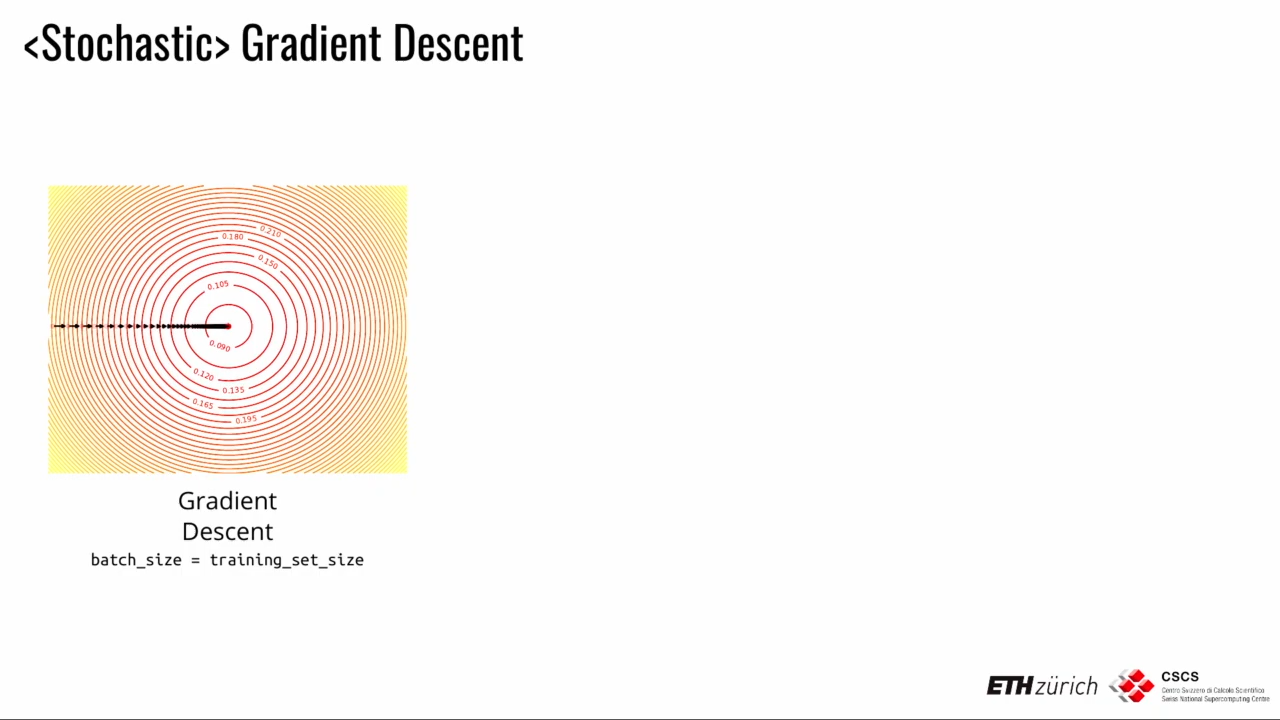 <Stochastic> Gradient Descent
0.210
0.180
0.150
0.105
0.090
0.120
0.135
0.165
0.195
Gradient
Descent
batch_size = training_set_size
ETH zürich
CSCS
Centro Svizzero di Calcolo Scientifico
Swiss National Supercomputing Centre